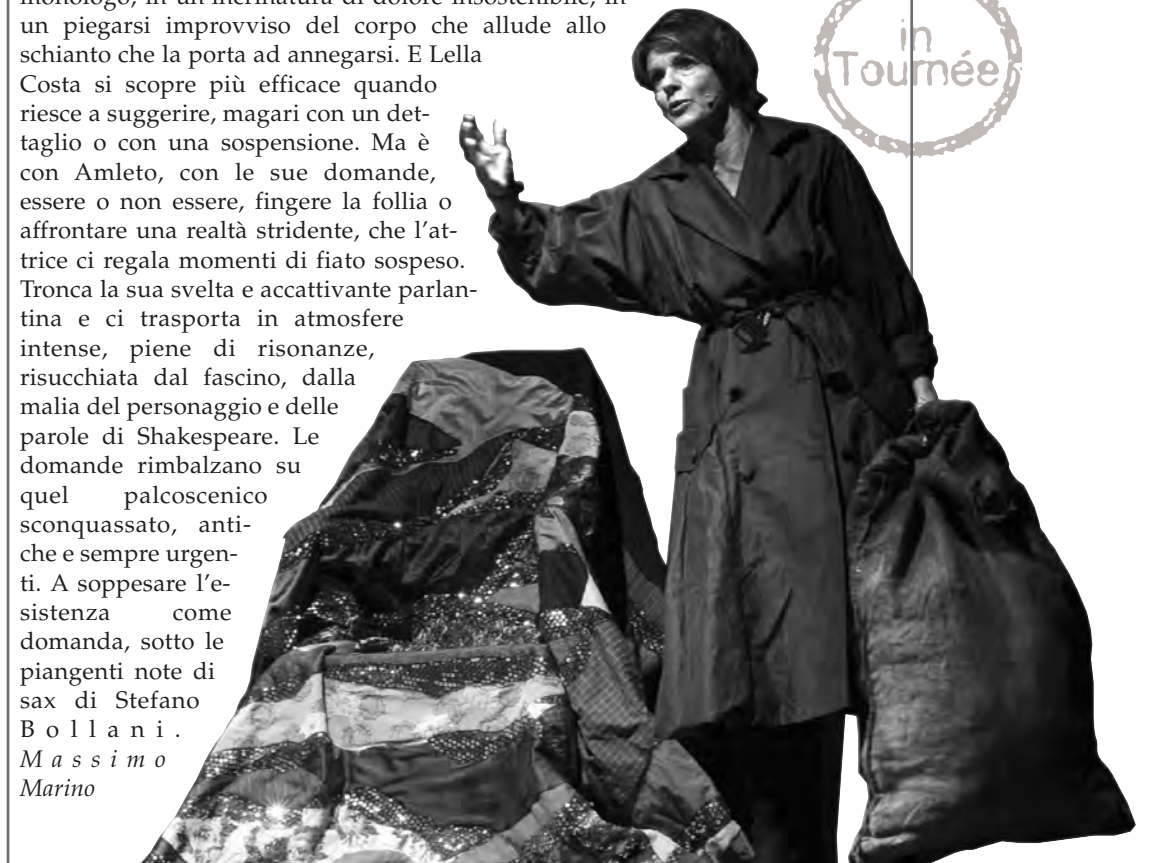 monologo, in un'incrinatura di dolore insostenibile, in
un piegarsi improvviso del corpo che allude allo
schianto che la porta ad annegarsi. E Lella
Costa si scopre più efficace quando
riesce a suggerire, magari con un det-
taglio o con una sospensione. Ma è
con Amleto, con le sue domande,
essere o non essere, fingere la follia o
affrontare una realtà stridente, che l'at-
trice ci regala momenti di fiato sospeso.
Tronca la sua svelta e accattivante parlan-
tina e ci trasporta in atmosfere
intense, piene di risonanze,
risucchiata dal fascino, dalla
malia del personaggio e delle
parole di Shakespeare. Le
domande rimbalzano su
quel palcoscenico
sconquassato, anti-
che e sempre urgen-
ti. A soppesare l'e-
sistenza come
domanda, sotto le
piangenti note di
sax di Stefano
Bollani.
Massimo
Marino
in
Tournée